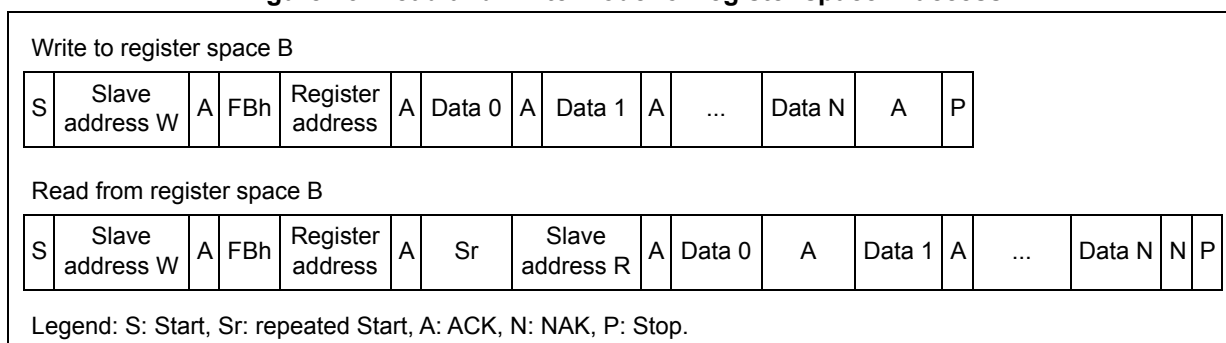 Write to register space B
S Slave address W A FBh Register address A Data 0 A Data 1 A ... Data N A P
Read from register space B
S Slave address W A FBh Register address A Sr Slave address R A Data 0 A Data 1 A ... Data N N P
Legend: S: Start, Sr: repeated Start, A: ACK, N: NAK, P: Stop.